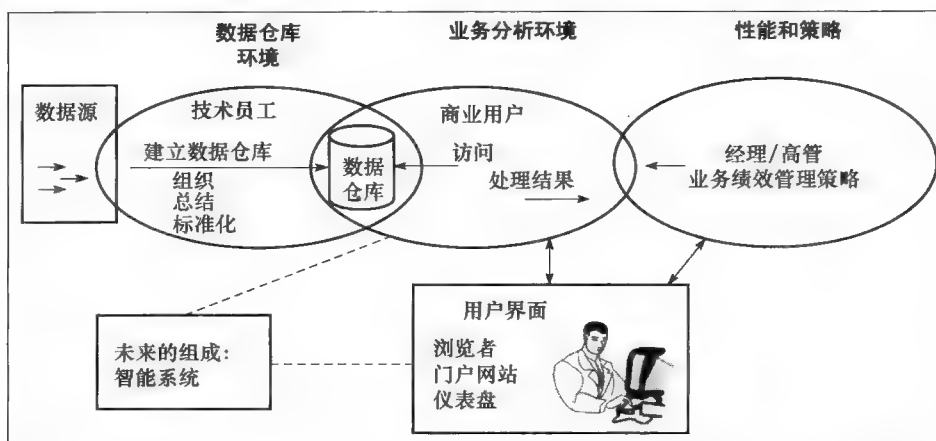 数据仓库
环境
业务分析环境
性能和策略
数据源
技术员工
建立数据仓库
组织
总结
标准化
数据
仓库
商业用户
访问
处理结果
经理/高管
业务绩效管理策略
未来的组成:
智能系统
用户界面
浏览者
门户网站
仪表盘